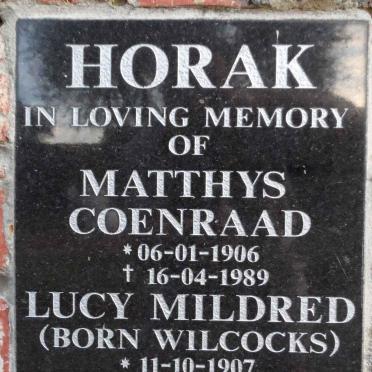 HORAK
IN LOVING MEMORY
OF
MATTHYS
COENRAAD
* 06-01-1906
† 16-04-1989
LUCY MILDRED
(BORN WILCOCKS)
* 11-10-1907